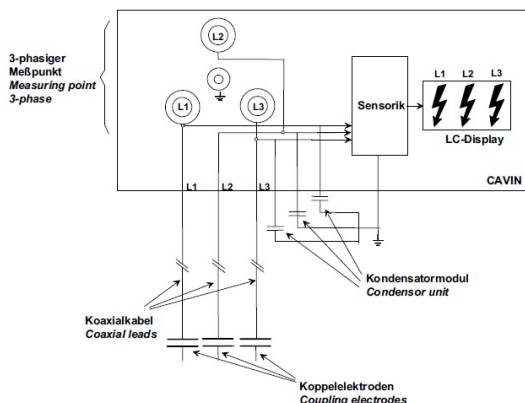 3-phasiger
Meßpunkt
Measuring point
3-phase
L2
L1
L3
Sensorik
L1 L2 L3
LC-Display
CAVIN
L1 L2 L3
Kondensatormodul
Condensor unit
Koaxialkabel
Coaxial leads
Koppelelektroden
Coupling electrodes